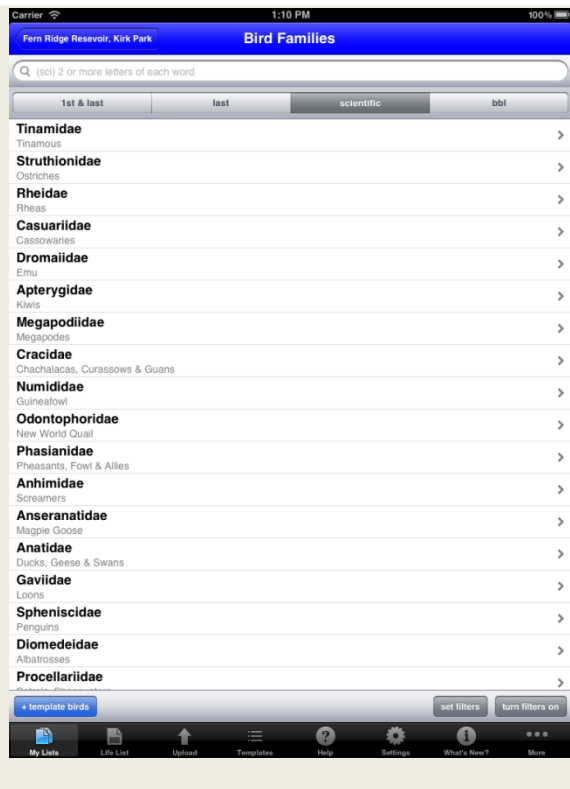 Carrier 1:10 PM 100%
Fern Ridge Resevoir, Kirk Park Bird Families
(sci) 2 or more letters of each word
1st & last last scientific bbl
Tinamidae
Tinamous
Struthionidae
Ostriches
Rheidae
Rheas
Casuariidae
Cassowaries
Dromaiidae
Emu
Apterygidae
Kiwis
Megapodiidae
Megapodes
Cracidae
Chachalacas, Curassows & Guans
Numididae
Guineafowl
Odontophoridae
New World Quail
Phasianidae
Pheasants, Fowl & Allies
Anhimidae
Screamers
Anseranatidae
Magpie Goose
Anatidae
Ducks, Geese & Swans
Gaviidae
Loons
Spheniscidae
Penguins
Diomedeidae
Albatrosses
Procellariidae
+ template birds set filters turn filters on
My Lists Life List Upload Templates Help Settings What's New? More